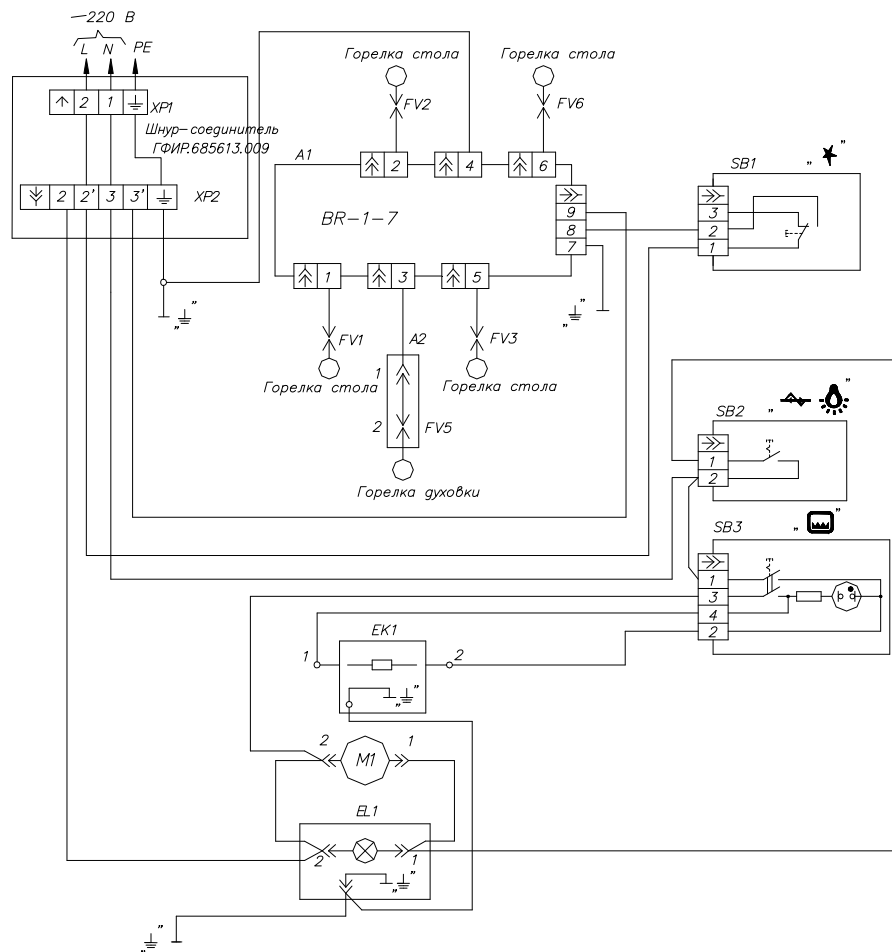 ~220 В
L N PE
2 1 XP1
Шнур-соединитель
ГФИР.685613.009
2 2' 3 3' XP2
Горелка стола
FV2
Горелка стола
FV6
A1
2 4 6
BR-1-7
9
8
7
1 3 5
FV1
A2
FV3
Горелка стола
Горелка стола
1
2
FV5
Горелка духовки
SB1 „ ”
3
2
1
SB2 „ ”
1
2
SB3 „ ”
1
3
4
2
EK1
1 2
„ ”
2 M1 1
EL1
2 1
„ ”
„ ”